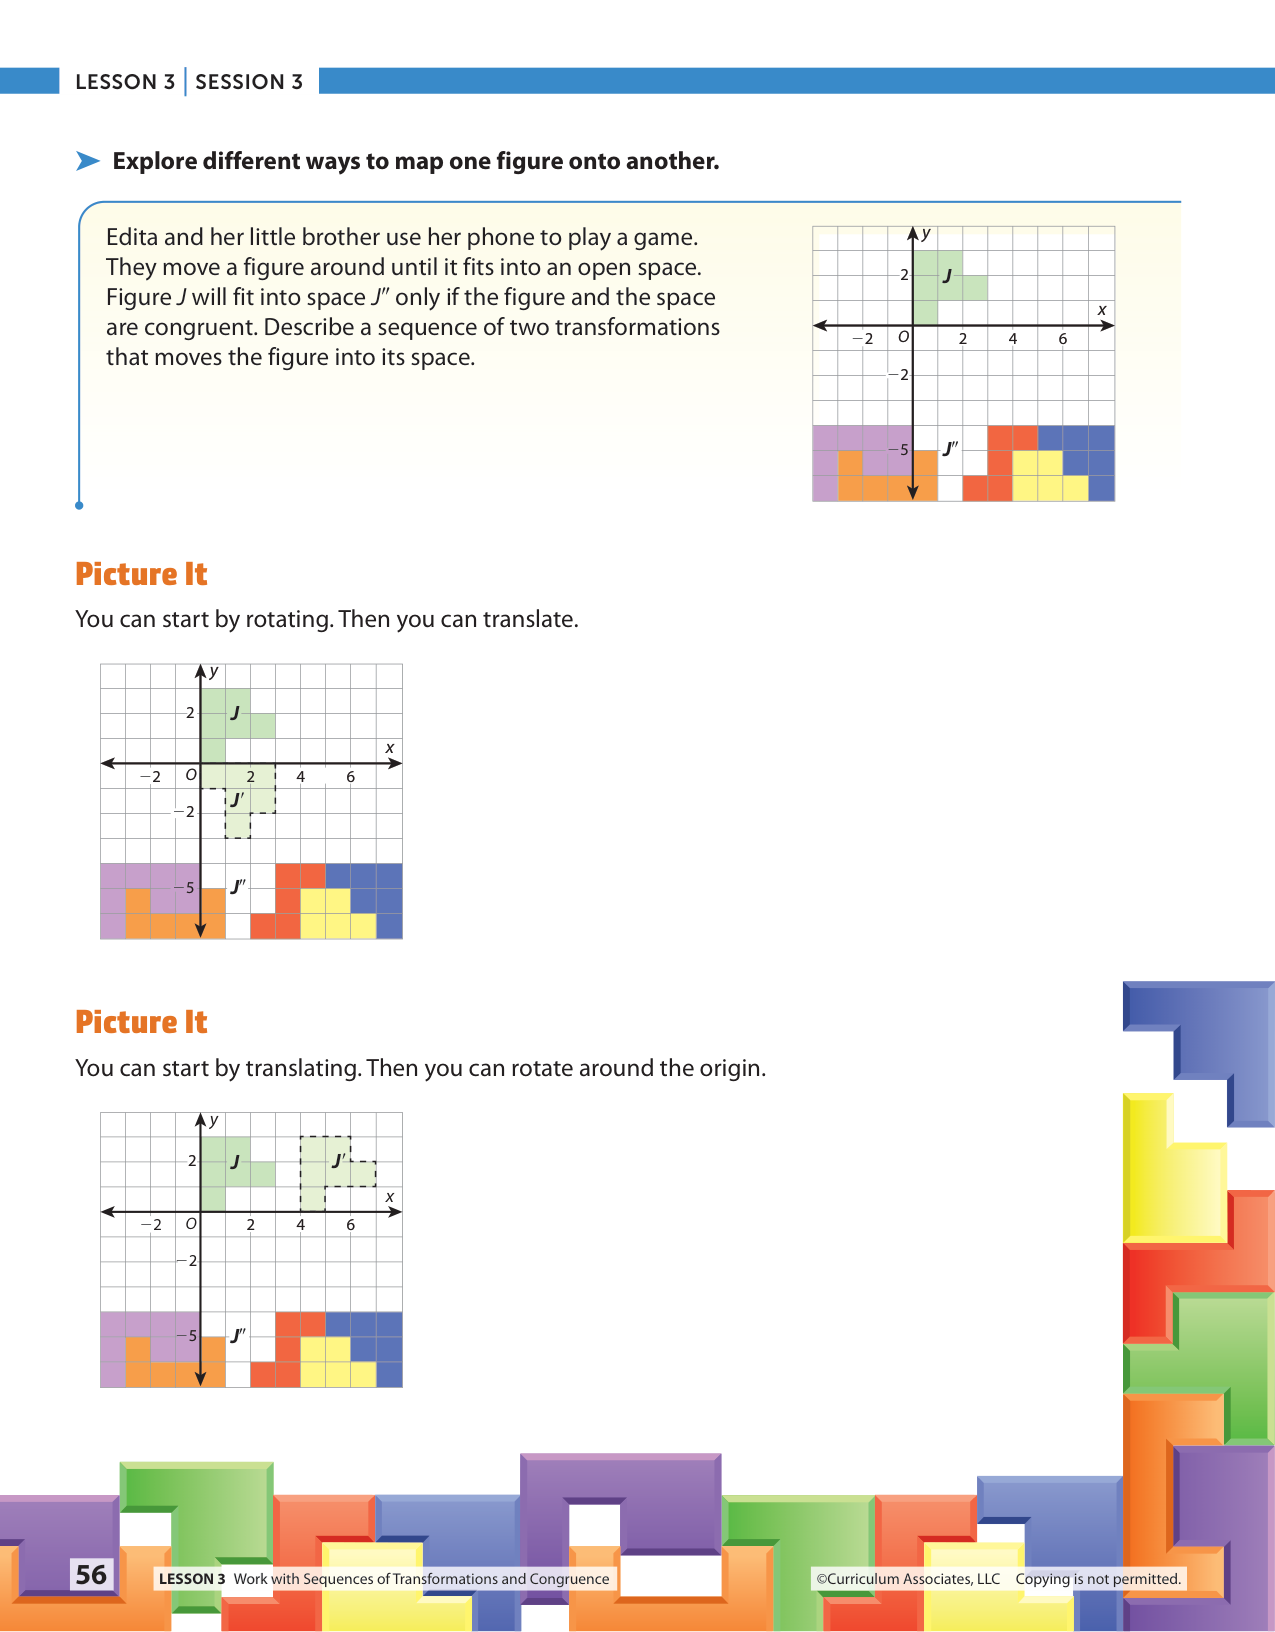 LESSON 3 | SESSION 3
➤ Explore different ways to map one figure onto another.
Edita and her little brother use her phone to play a game.
They move a figure around until it fits into an open space.
Figure J will fit into space J″ only if the figure and the space
are congruent. Describe a sequence of two transformations
that moves the figure into its space.
y
2
J
x
O
−2
2
4
6
−2
−5
J″
Picture It
You can start by rotating. Then you can translate.
y
2
J
x
−2
O
2
4
6
J′
−2
−5
J″
Picture It
You can start by translating. Then you can rotate around the origin.
y
2
J
J′
x
−2
O
2
4
6
−2
−5
J″
56
LESSON 3 Work with Sequences of Transformations and Congruence
©Curriculum Associates, LLC Copying is not permitted.